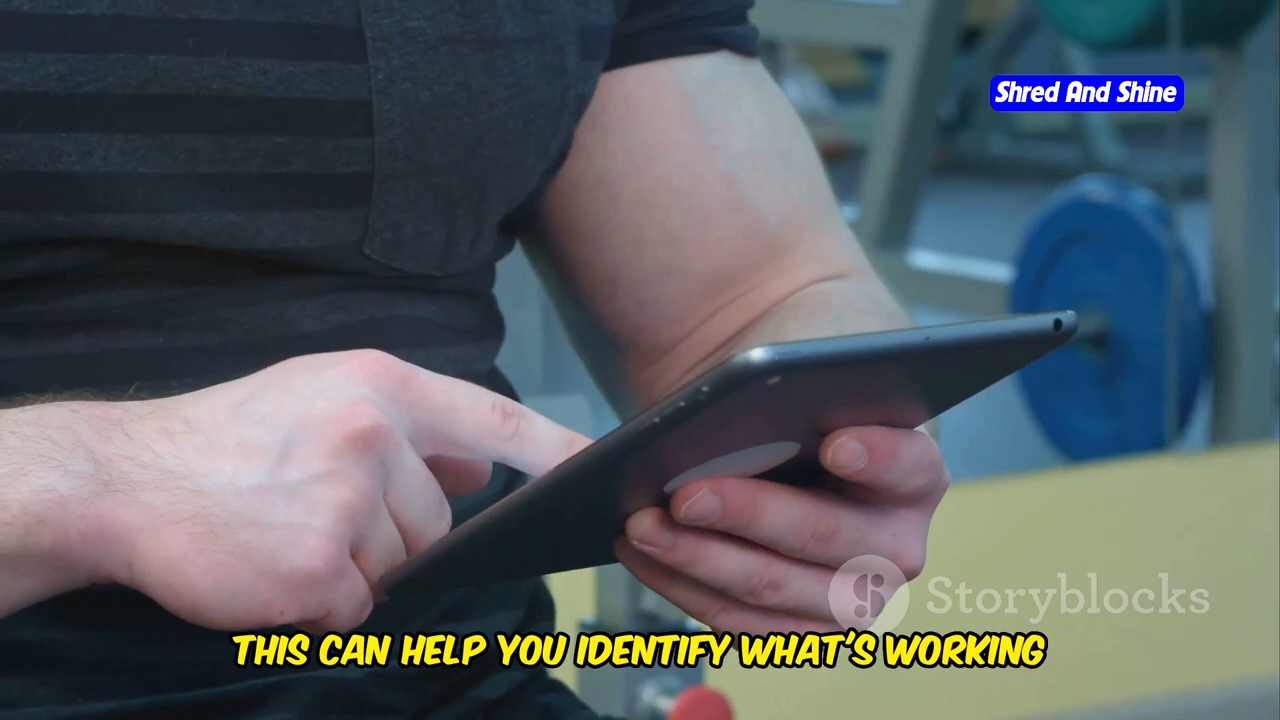 Shred And Shine
Storyblocks
THIS CAN HELP YOU IDENTIFY WHAT'S WORKING